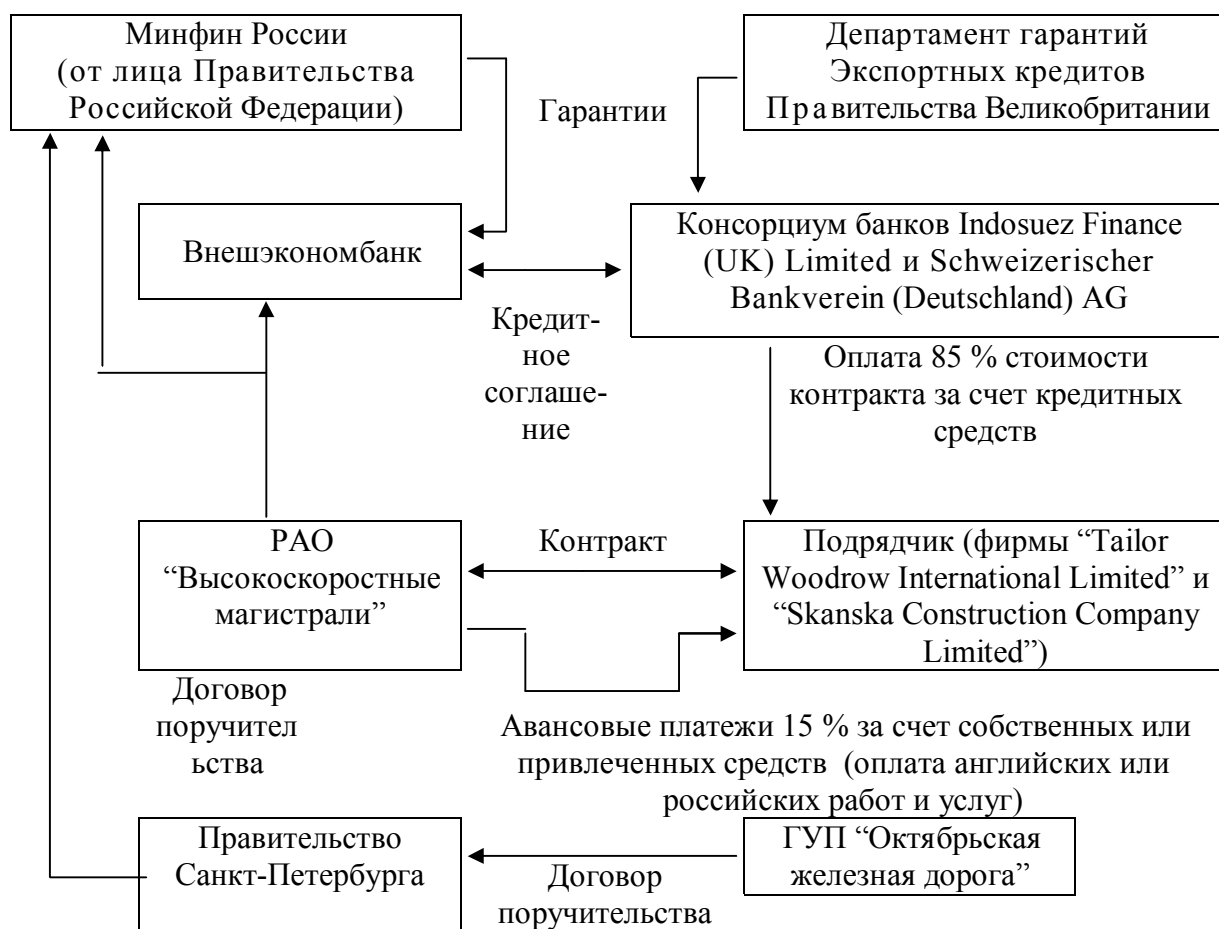 Минфин России
(от лица Правительства
Российской Федерации)
Гарантии
Департамент гарантий
Экспортных кредитов
Правительства Великобритании
Внешэкономбанк
Консорциум банков Indosuez Finance
(UK) Limited и Schweizerischer
Bankverein (Deutschland) AG
Кредит-
ное
соглаше-
ние
Оплата 85 % стоимости
контракта за счет кредитных
средств
РАО
“Высокоскоростные
магистрали”
Контракт
Подрядчик (фирмы “Tailor
Woodrow International Limited” и
“Skanska Construction Company
Limited”)
Договор
поручител
ьства
Авансовые платежи 15 % за счет собственных или
привлеченных средств (оплата английских или
российских работ и услуг)
Правительство
Санкт-Петербурга
Договор
поручительства
ГУП “Октябрьская
железная дорога”